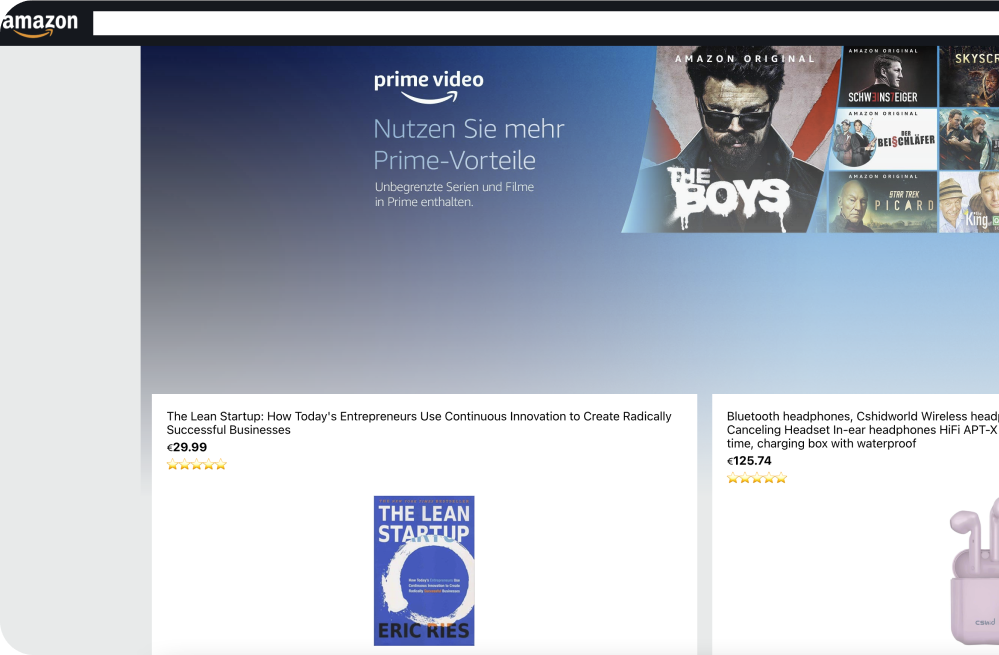 amazon
prime video
Nutzen Sie mehr
Prime-Vorteile
Unbegrenzte Serien und Filme
in Prime enthalten.
AMAZON ORIGINAL
THE
BOYS
AMAZON ORIGINAL
SCHWEINSTEIGER
AMAZON ORIGINAL
DER
BEI§CHLÄFER
AMAZON ORIGINAL
STAR TREK
PICARD
SKYSCR
King
The Lean Startup: How Today's Entrepreneurs Use Continuous Innovation to Create Radically
Successful Businesses
€29.99
THE LEAN
STARTUP
How Today's Entrepreneurs Use
Continuous Innovation to Create
Radically Successful Businesses
ERIC RIES
Bluetooth headphones, Cshidworld Wireless head
Canceling Headset In-ear headphones HiFi APT-X
time, charging box with waterproof
€125.74